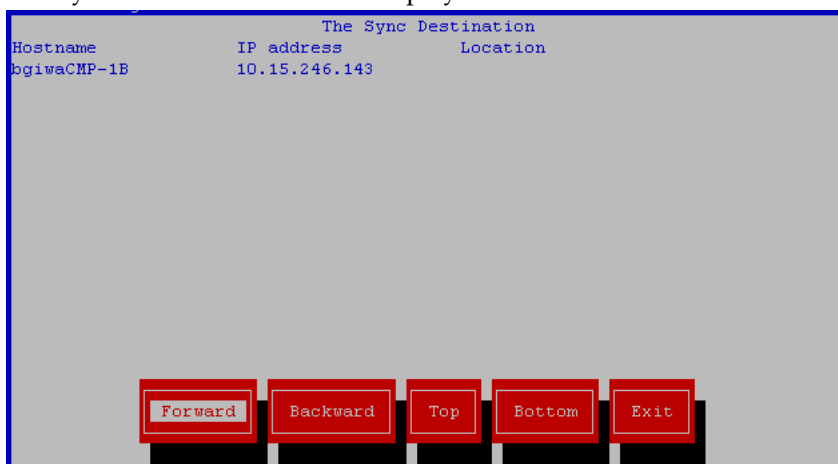 The Sync Destination
Hostname IP address Location
bgiwaCMP-1B 10.15.246.143
Forward Backward Top Bottom Exit